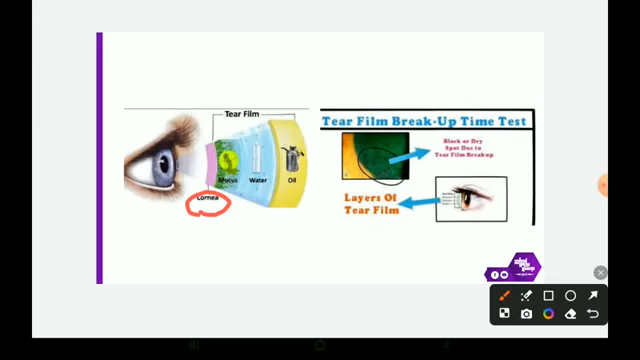 Tear Film
Mucus
Water
Oil
Cornea
Tear Film Break-Up Time Test
Black or Dry
Spot Due to
Tear Film Breakup
Layers Of
Tear Film